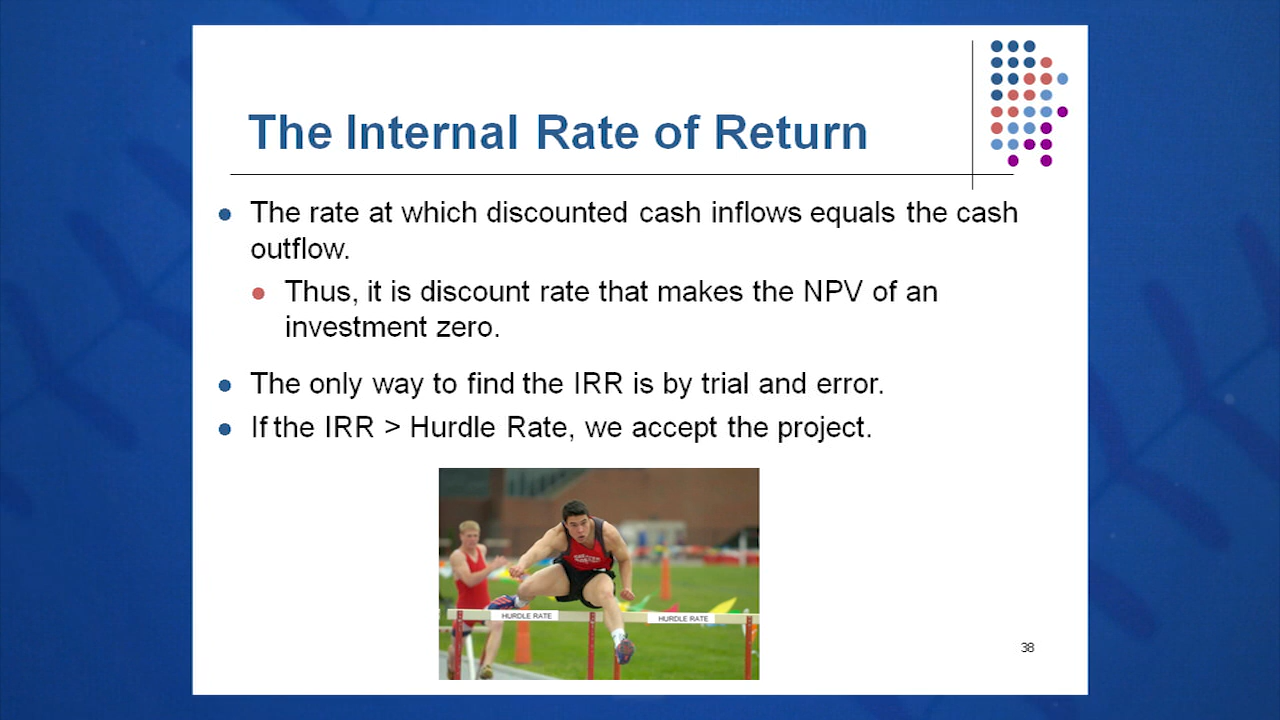 The Internal Rate of Return
The rate at which discounted cash inflows equals the cash
outflow.
Thus, it is discount rate that makes the NPV of an
investment zero.
The only way to find the IRR is by trial and error.
If the IRR > Hurdle Rate, we accept the project.
HURDLE RATE
HURDLE RATE
38